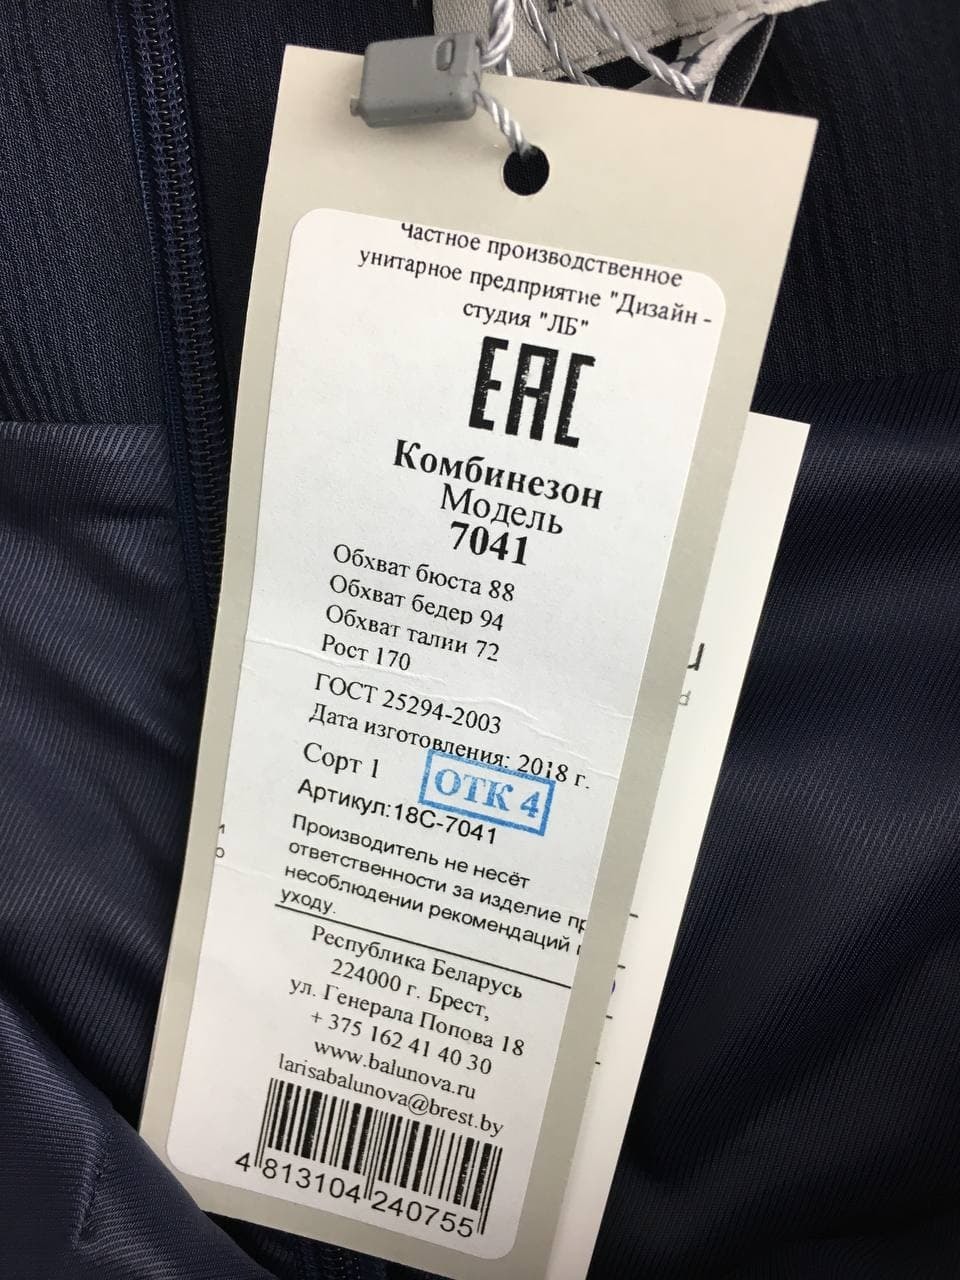 Частное производственное
унитарное предприятие "Дизайн -
студия "ЛБ"
ЕАС
Комбинезон
Модель
7041
Обхват бюста 88
Обхват бедер 94
Обхват талии 72
Рост 170
ГОСТ 25294-2003
Дата изготовления: 2018 г.
Сорт 1
ОТК 4
Артикул:18С-7041
Производитель не несёт
ответственности за изделие пр
несоблюдении рекомендаций
уходу.
Республика Беларусь
224000 г. Брест,
ул. Генерала Попова 18
+ 375 162 41 40 30
www.balunova.ru
larisabalunova@brest.by
4 813104 240755